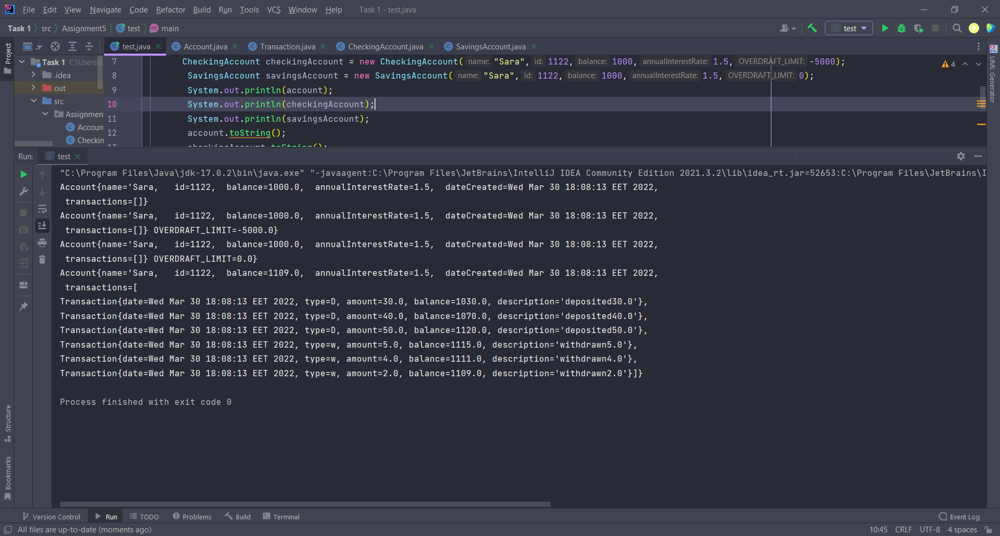 File Edit View Navigate Code Refactor Build Run Tools VCS Window Help Task 1 - test.java
Task 1 src Assignment5 test main test
Project
test.java Account.java Transaction.java CheckingAccount.java SavingsAccount.java
Task 1 C:\Users\
.idea
out
src
Assignmen
Accoun
Checkin
7 CheckingAccount checkingAccount = new CheckingAccount( name: "Sara", id: 1122, balance: 1000, annualInterestRate: 1.5, OVERDRAFT_LIMIT: -5000);
8 SavingsAccount savingsAccount = new SavingsAccount( name: "Sara", id: 1122, balance: 1000, annualInterestRate: 1.5, OVERDRAFT_LIMIT: 0);
9 System.out.println(account);
10 System.out.println(checkingAccount);
11 System.out.println(savingsAccount);
12 account.toString();
13 checkingAccount.toString();
4
UML Generator
Run: test
"C:\Program Files\Java\jdk-17.0.2\bin\java.exe" "-javaagent:C:\Program Files\JetBrains\IntelliJ IDEA Community Edition 2021.3.2\lib\idea_rt.jar=52653:C:\Program Files\JetBrains\I
Account{name='Sara, id=1122, balance=1000.0, annualInterestRate=1.5, dateCreated=Wed Mar 30 18:08:13 EET 2022,
transactions=[]}
Account{name='Sara, id=1122, balance=1000.0, annualInterestRate=1.5, dateCreated=Wed Mar 30 18:08:13 EET 2022,
transactions=[]} OVERDRAFT_LIMIT=-5000.0}
Account{name='Sara, id=1122, balance=1000.0, annualInterestRate=1.5, dateCreated=Wed Mar 30 18:08:13 EET 2022,
transactions=[]} OVERDRAFT_LIMIT=0.0}
Account{name='Sara, id=1122, balance=1109.0, annualInterestRate=1.5, dateCreated=Wed Mar 30 18:08:13 EET 2022,
transactions=[
Transaction{date=Wed Mar 30 18:08:13 EET 2022, type=D, amount=30.0, balance=1030.0, description='deposited30.0'},
Transaction{date=Wed Mar 30 18:08:13 EET 2022, type=D, amount=40.0, balance=1070.0, description='deposited40.0'},
Transaction{date=Wed Mar 30 18:08:13 EET 2022, type=D, amount=50.0, balance=1120.0, description='deposited50.0'},
Transaction{date=Wed Mar 30 18:08:13 EET 2022, type=w, amount=5.0, balance=1115.0, description='withdrawn5.0'},
Transaction{date=Wed Mar 30 18:08:13 EET 2022, type=w, amount=4.0, balance=1111.0, description='withdrawn4.0'},
Transaction{date=Wed Mar 30 18:08:13 EET 2022, type=w, amount=2.0, balance=1109.0, description='withdrawn2.0'}]}
Process finished with exit code 0
Structure
Bookmarks
Version Control Run TODO Problems Build Terminal Event Log
All files are up-to-date (moments ago) 10:45 CRLF UTF-8 4 spaces